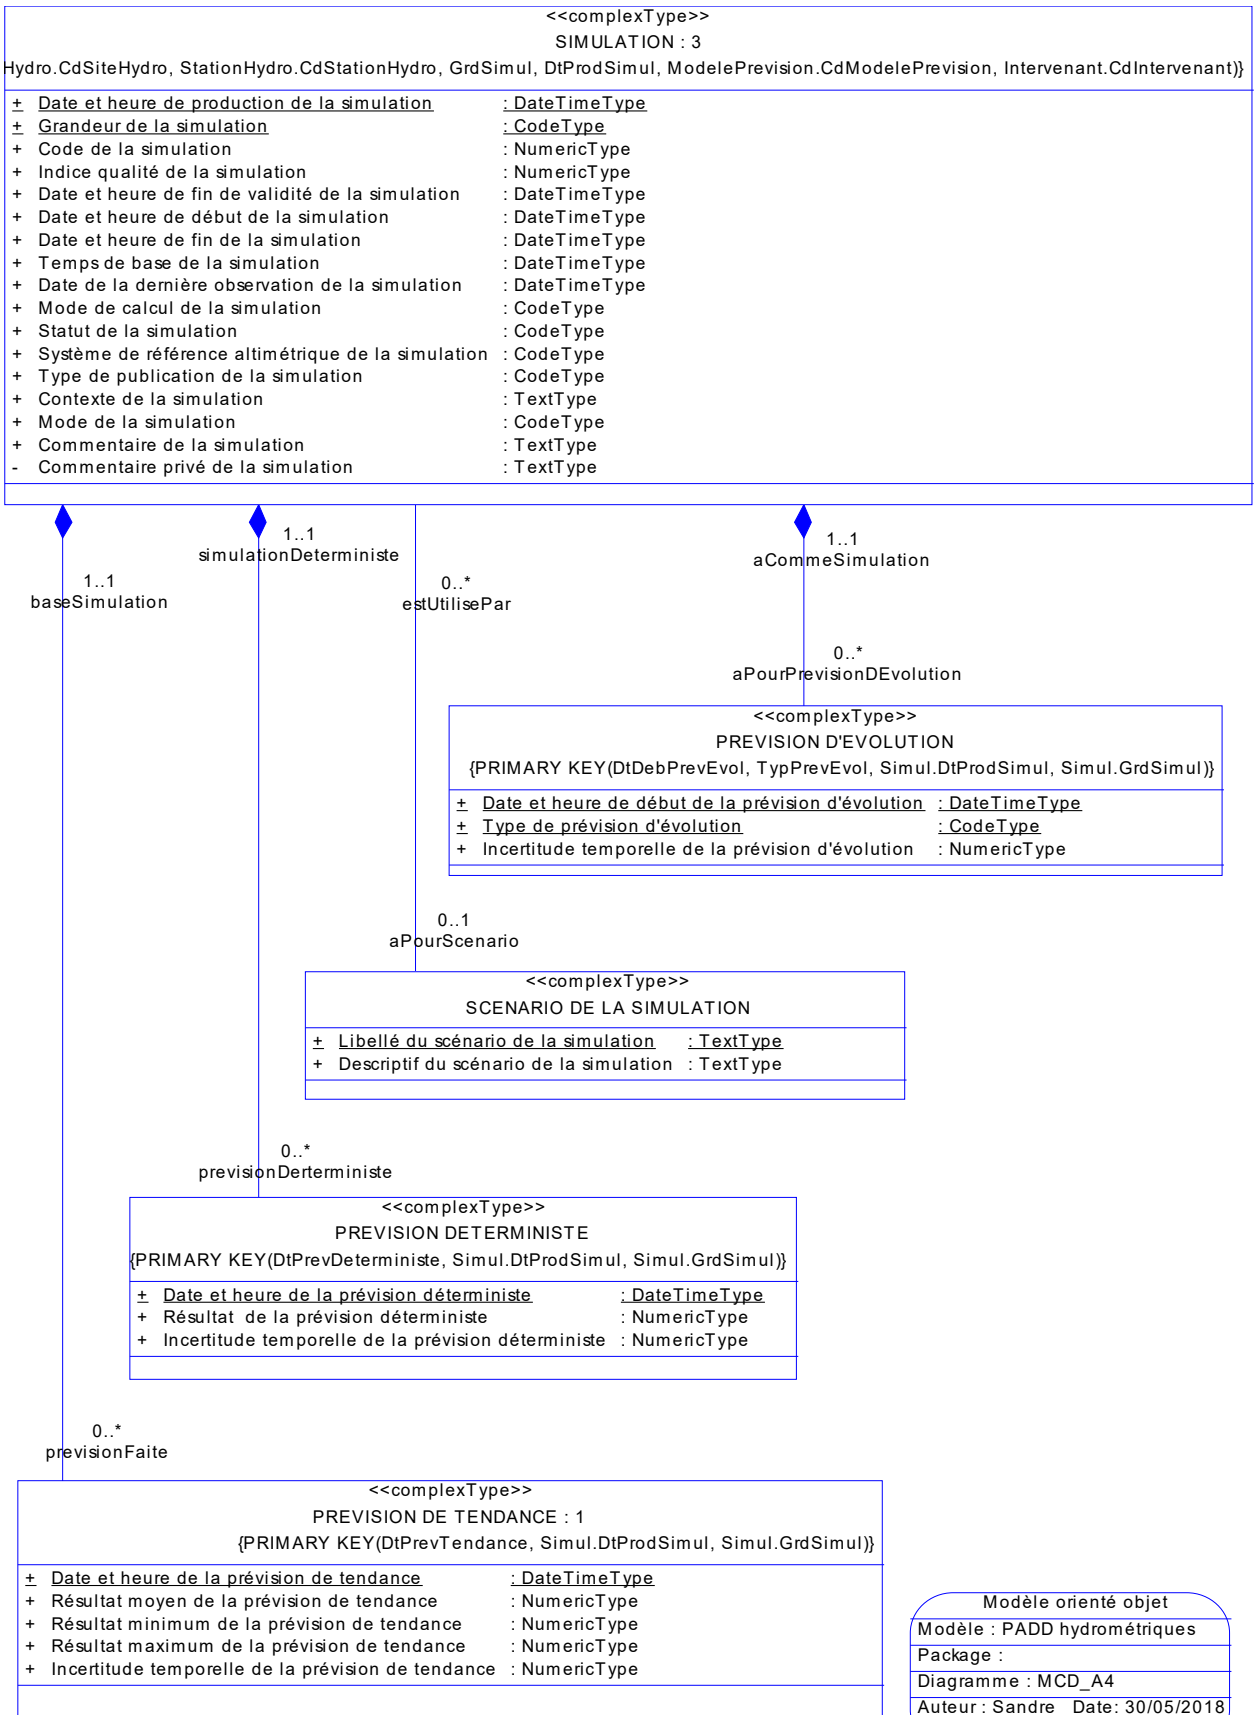 <<complexType>>
SIMULATION : 3
Hydro.CdSiteHydro, StationHydro.CdStationHydro, GrdSimul, DtProdSimul, ModelePrevision.CdModelePrevision, Intervenant.CdIntervenant)}
+ Date et heure de production de la simulation : DateTimeType
+ Grandeur de la simulation : CodeType
+ Code de la simulation : NumericType
+ Indice qualité de la simulation : NumericType
+ Date et heure de fin de validité de la simulation : DateTimeType
+ Date et heure de début de la simulation : DateTimeType
+ Date et heure de fin de la simulation : DateTimeType
+ Temps de base de la simulation : DateTimeType
+ Date de la dernière observation de la simulation : DateTimeType
+ Mode de calcul de la simulation : CodeType
+ Statut de la simulation : CodeType
+ Système de référence altimétrique de la simulation : CodeType
+ Type de publication de la simulation : CodeType
+ Contexte de la simulation : TextType
+ Mode de la simulation : CodeType
+ Commentaire de la simulation : TextType
- Commentaire privé de la simulation : TextType
1..1
simulationDeterministe
1..1
aCommeSimulation
1..1
baseSimulation
0..*
estUtilisePar
0..*
aPourPrevisionDEvolution
<<complexType>>
PREVISION D'EVOLUTION
{PRIMARY KEY(DtDebPrevEvol, TypPrevEvol, Simul.DtProdSimul, Simul.GrdSimul)}
+ Date et heure de début de la prévision d'évolution : DateTimeType
+ Type de prévision d'évolution : CodeType
+ Incertitude temporelle de la prévision d'évolution : NumericType
0..1
aPourScenario
<<complexType>>
SCENARIO DE LA SIMULATION
+ Libellé du scénario de la simulation : TextType
+ Descriptif du scénario de la simulation : TextType
0..*
previsionDerterministe
<<complexType>>
PREVISION DETERMINISTE
{PRIMARY KEY(DtPrevDeterministe, Simul.DtProdSimul, Simul.GrdSimul)}
+ Date et heure de la prévision déterministe : DateTimeType
+ Résultat de la prévision déterministe : NumericType
+ Incertitude temporelle de la prévision déterministe : NumericType
0..*
previsionFaite
<<complexType>>
PREVISION DE TENDANCE : 1
{PRIMARY KEY(DtPrevTendance, Simul.DtProdSimul, Simul.GrdSimul)}
+ Date et heure de la prévision de tendance : DateTimeType
+ Résultat moyen de la prévision de tendance : NumericType
+ Résultat minimum de la prévision de tendance : NumericType
+ Résultat maximum de la prévision de tendance : NumericType
+ Incertitude temporelle de la prévision de tendance : NumericType
Modèle orienté objet
Modèle : PADD hydrométriques
Package :
Diagramme : MCD_A4
Auteur : Sandre Date: 30/05/2018